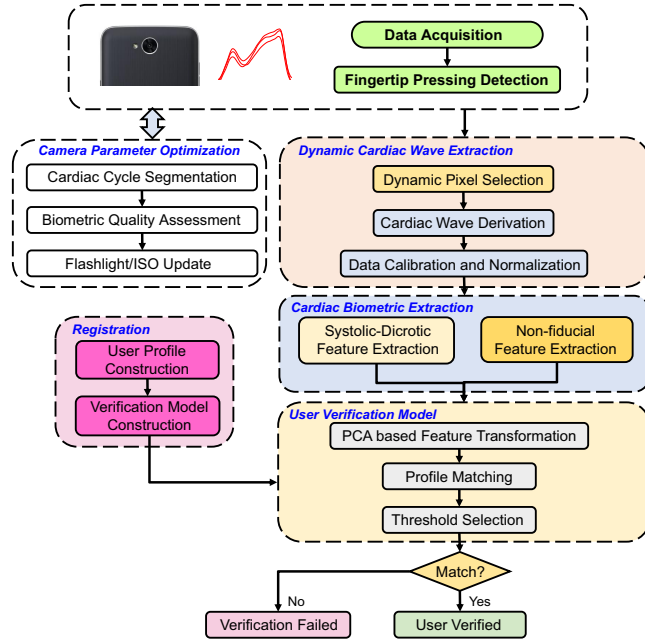 Data Acquisition
Fingertip Pressing Detection
Camera Parameter Optimization
Cardiac Cycle Segmentation
Biometric Quality Assessment
Flashlight/ISO Update
Dynamic Cardiac Wave Extraction
Dynamic Pixel Selection
Cardiac Wave Derivation
Data Calibration and Normalization
Cardiac Biometric Extraction
Systolic-Dicrotic
Feature Extraction
Non-fiducial
Feature Extraction
Registration
User Profile
Construction
Verification Model
Construction
User Verification Model
PCA based Feature Transformation
Profile Matching
Threshold Selection
Match?
No
Yes
Verification Failed
User Verified